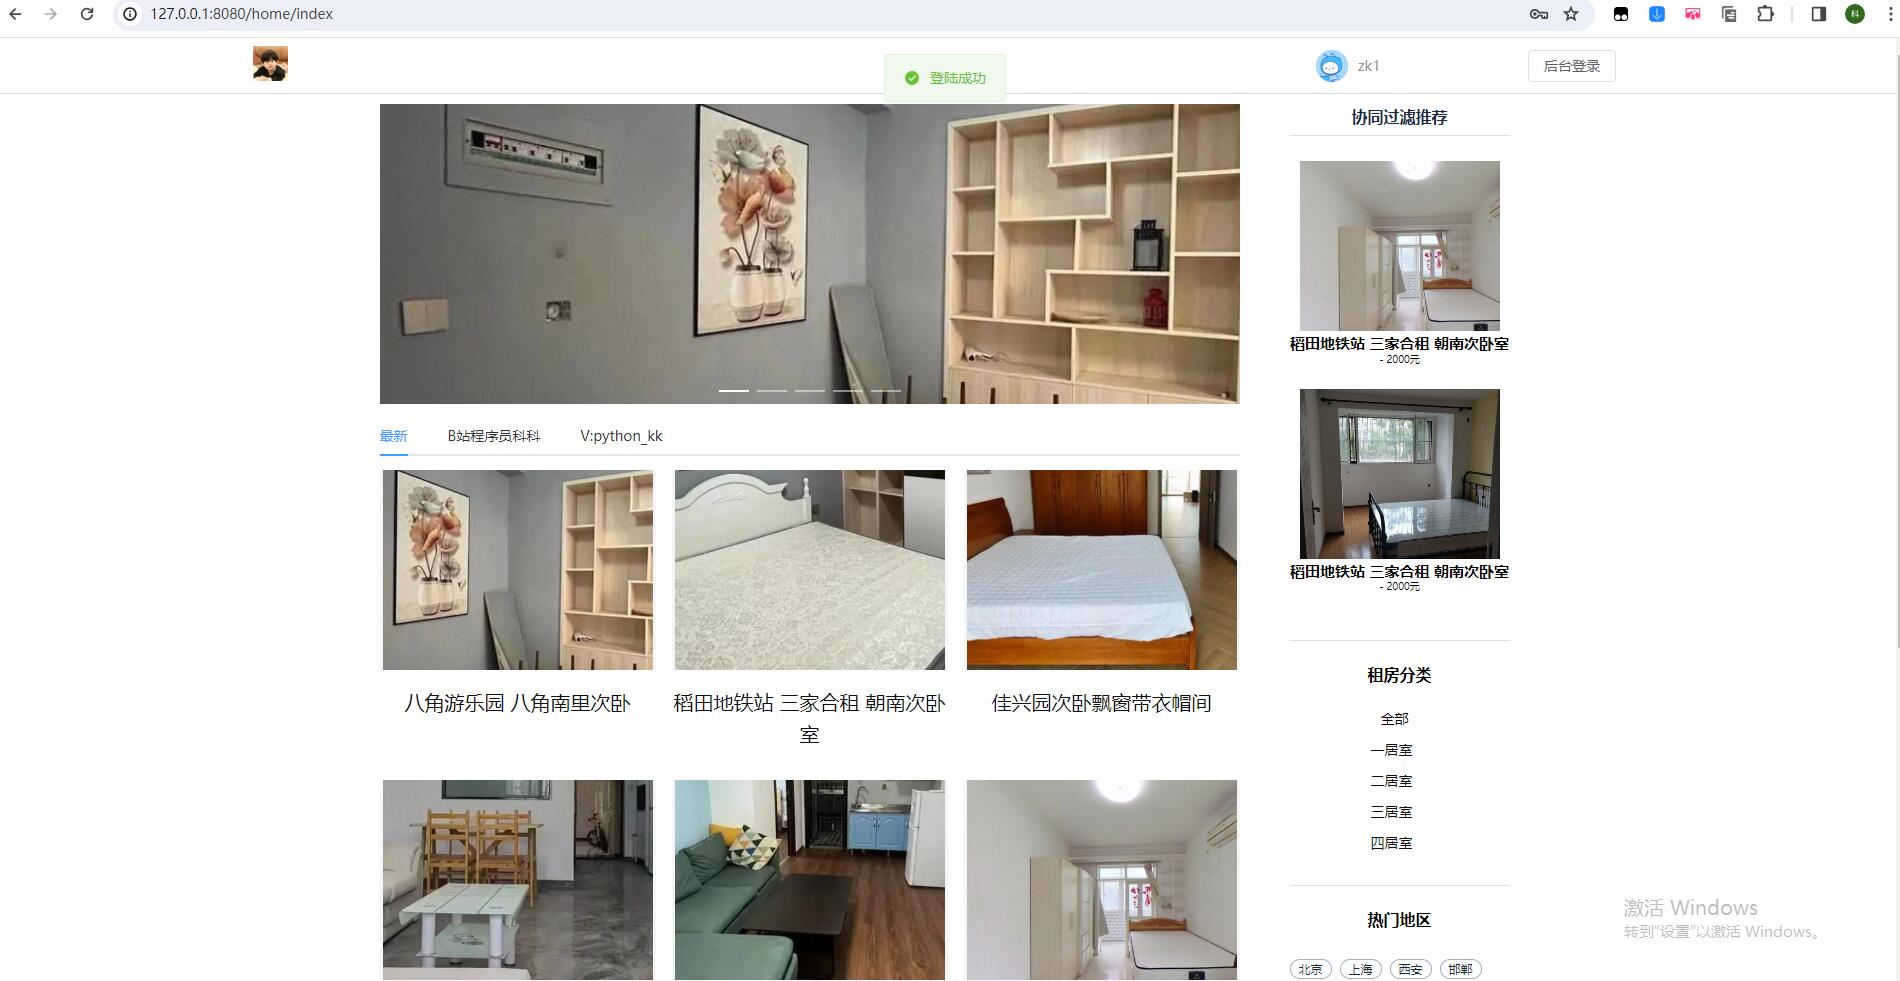 127.0.0.1:8080/home/index
科
登陆成功
zk1
后台登录
协同过滤推荐
稻田地铁站 三家合租 朝南次卧室
- 2000元
稻田地铁站 三家合租 朝南次卧室
- 2000元
最新
B站程序员科科
V:python_kk
八角游乐园 八角南里次卧
稻田地铁站 三家合租 朝南次卧
室
佳兴园次卧飘窗带衣帽间
租房分类
全部
一居室
二居室
三居室
四居室
热门地区
北京
上海
西安
邯郸
激活 Windows
转到“设置”以激活 Windows。